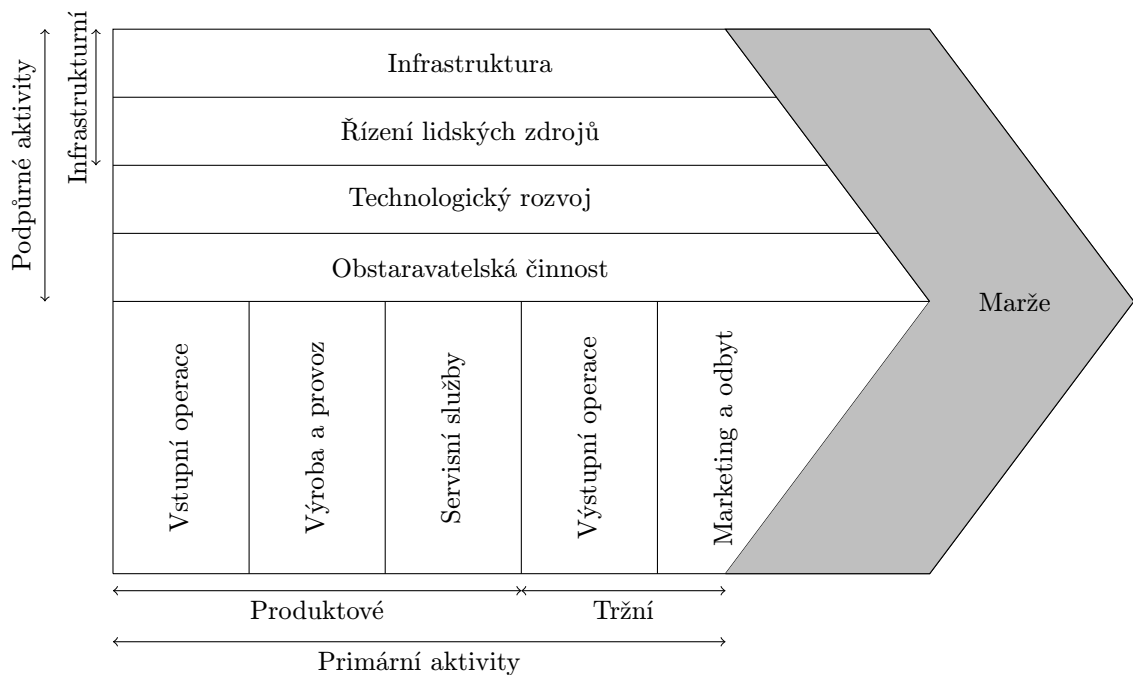 Podpůrné aktivity
Infrastrukturní
Infrastruktura
Řízení lidských zdrojů
Technologický rozvoj
Obstaravatelská činnost
Marže
Vstupní operace
Výroba a provoz
Servisní služby
Výstupní operace
Marketing a odbyt
Produktové
Tržní
Primární aktivity